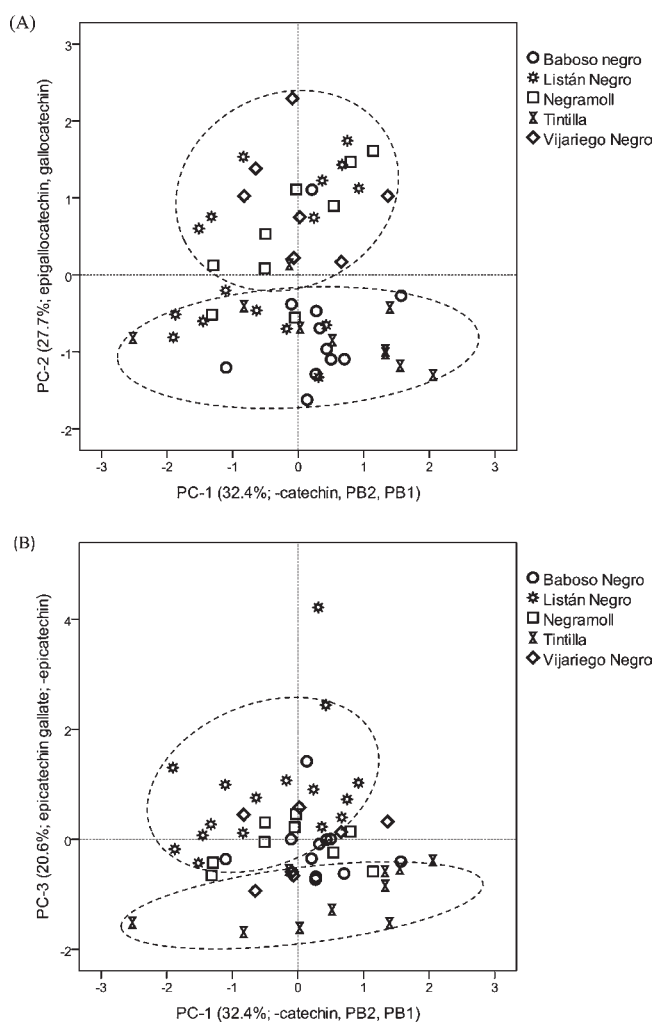 (A)
3
2
1
0
-1
-2
-3
-2
-1
0
1
2
3
PC-2 (27.7%; epigallocatechin, gallocatechin)
PC-1 (32.4%; -catechin, PB2, PB1)
Baboso negro
Listán Negro
Negramoll
Tintilla
Vijariego Negro
(B)
4
2
0
-2
-3
-2
-1
0
1
2
3
PC-3 (20.6%; epicatechin gallate; -epicatechin)
PC-1 (32.4%; -catechin, PB2, PB1)
Baboso Negro
Listán Negro
Negramoll
Tintilla
Vijariego Negro